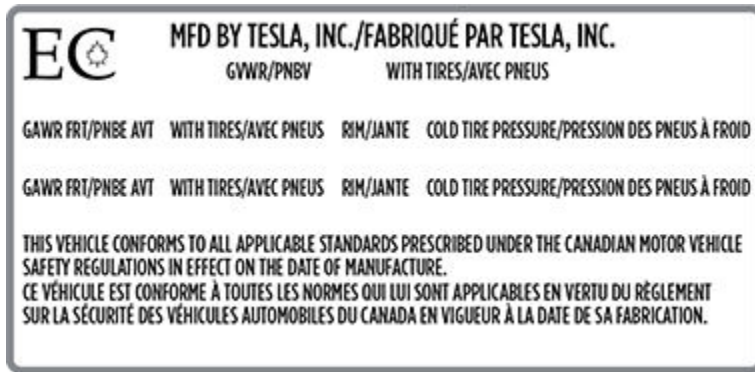 EC
MFD BY TESLA, INC./FABRIQUÉ PAR TESLA, INC.
GVWR/PNBV WITH TIRES/AVEC PNEUS
GAWR FRT/PNBE AVT WITH TIRES/AVEC PNEUS RIM/JANTE COLD TIRE PRESSURE/PRESSION DES PNEUS À FROID
GAWR FRT/PNBE AVT WITH TIRES/AVEC PNEUS RIM/JANTE COLD TIRE PRESSURE/PRESSION DES PNEUS À FROID
THIS VEHICLE CONFORMS TO ALL APPLICABLE STANDARDS PRESCRIBED UNDER THE CANADIAN MOTOR VEHICLE
SAFETY REGULATIONS IN EFFECT ON THE DATE OF MANUFACTURE.
CE VÉHICULE EST CONFORME À TOUTES LES NORMES QUI LUI SONT APPLICABLES EN VERTU DU RÈGLEMENT
SUR LA SÉCURITÉ DES VÉHICULES AUTOMOBILES DU CANADA EN VIGUEUR À LA DATE DE SA FABRICATION.